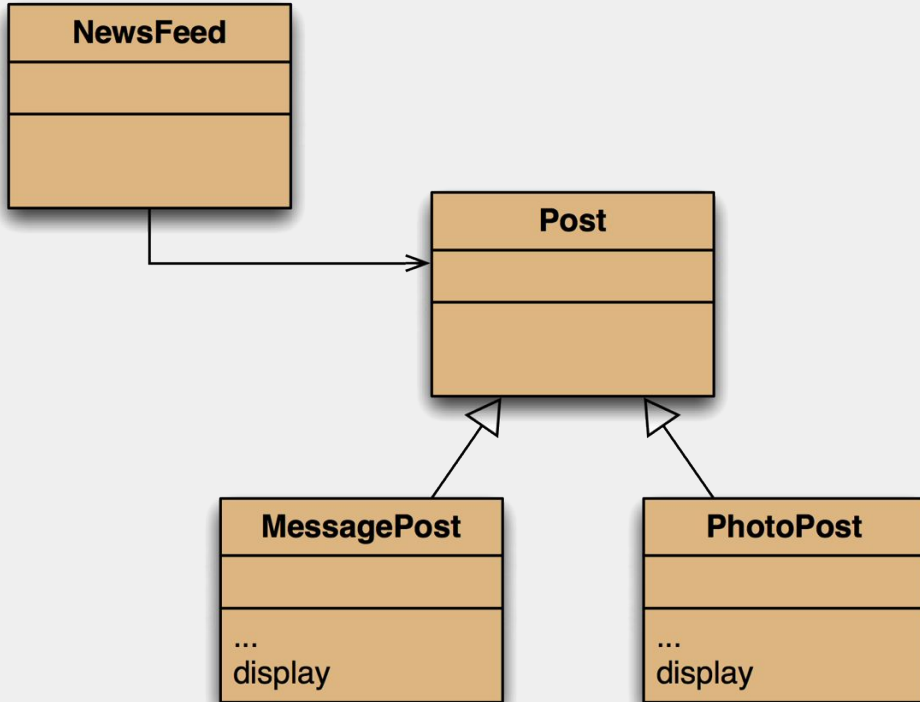 NewsFeed
Post
MessagePost
...
display
PhotoPost
...
display